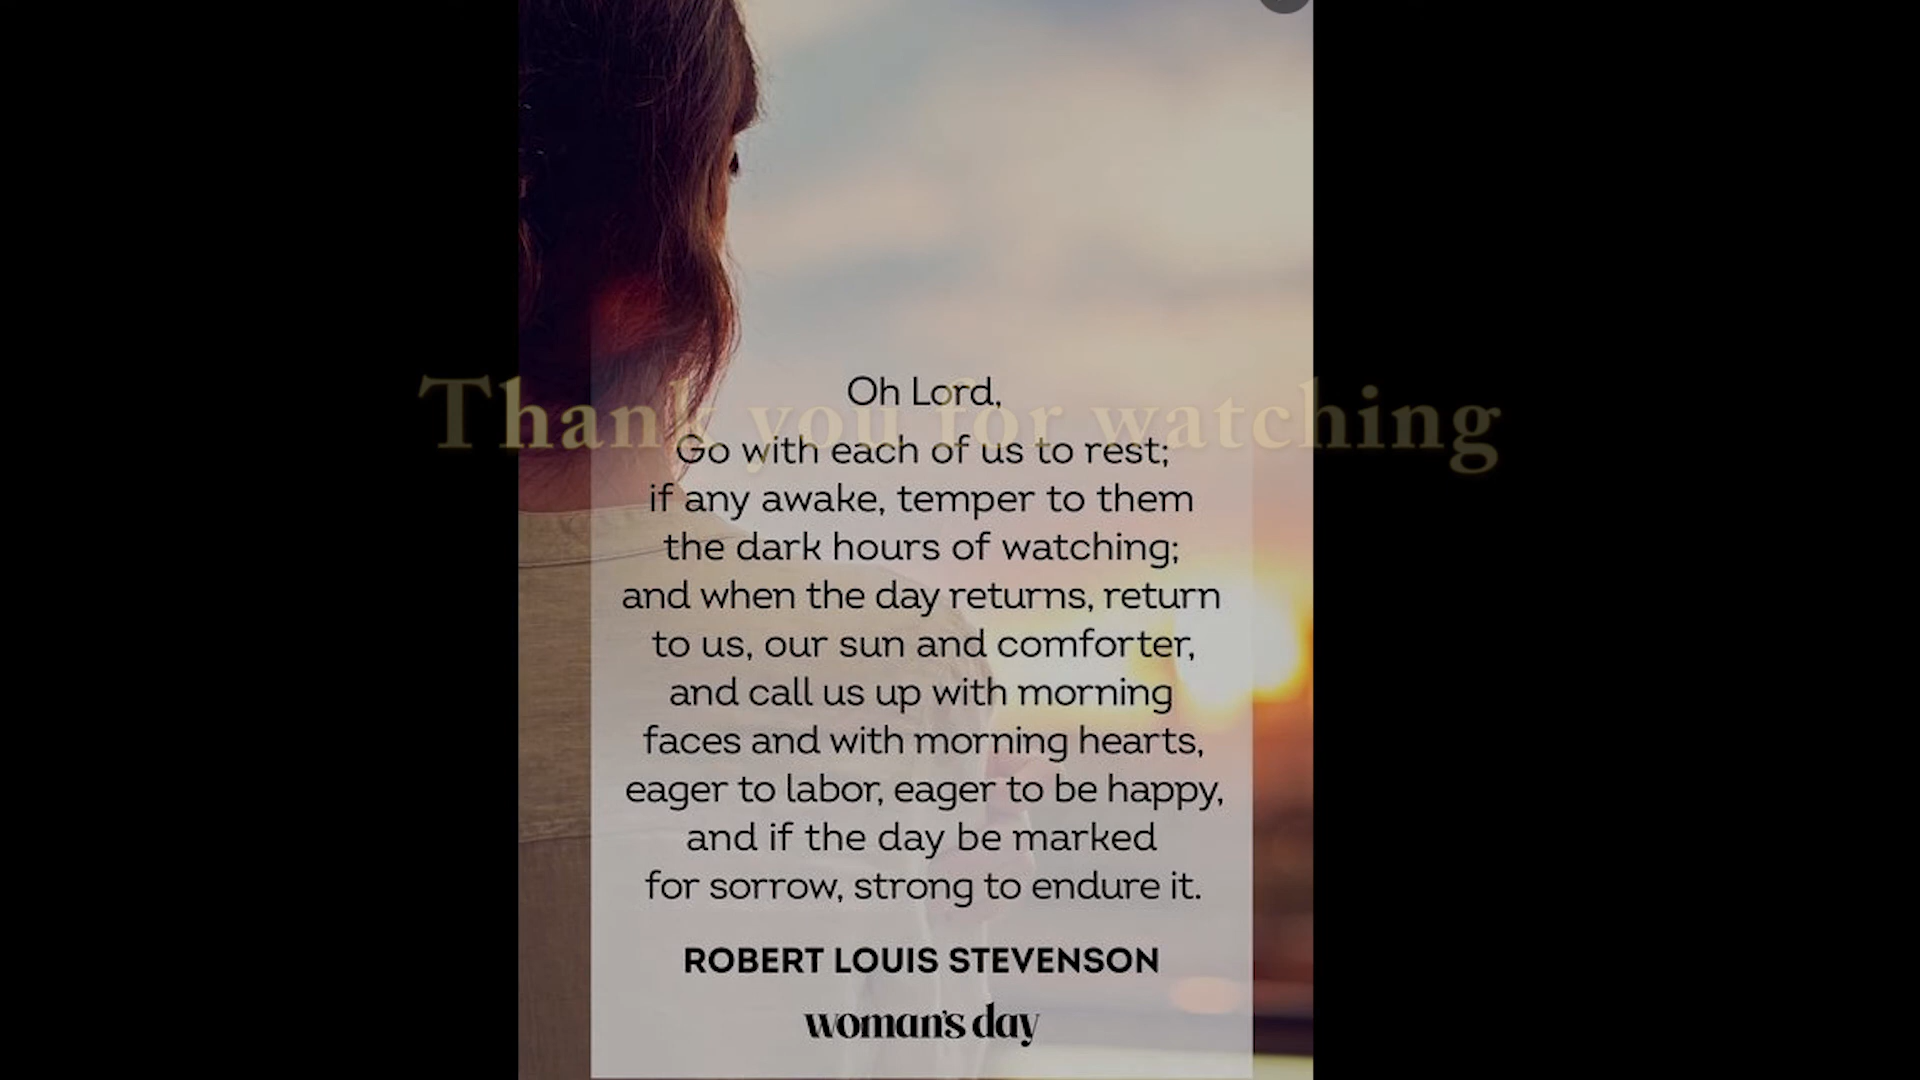 Thank you for watching
Oh Lord,
Go with each of us to rest;
if any awake, temper to them
the dark hours of watching;
and when the day returns, return
to us, our sun and comforter,
and call us up with morning
faces and with morning hearts,
eager to labor, eager to be happy,
and if the day be marked
for sorrow, strong to endure it.
ROBERT LOUIS STEVENSON
woman's day